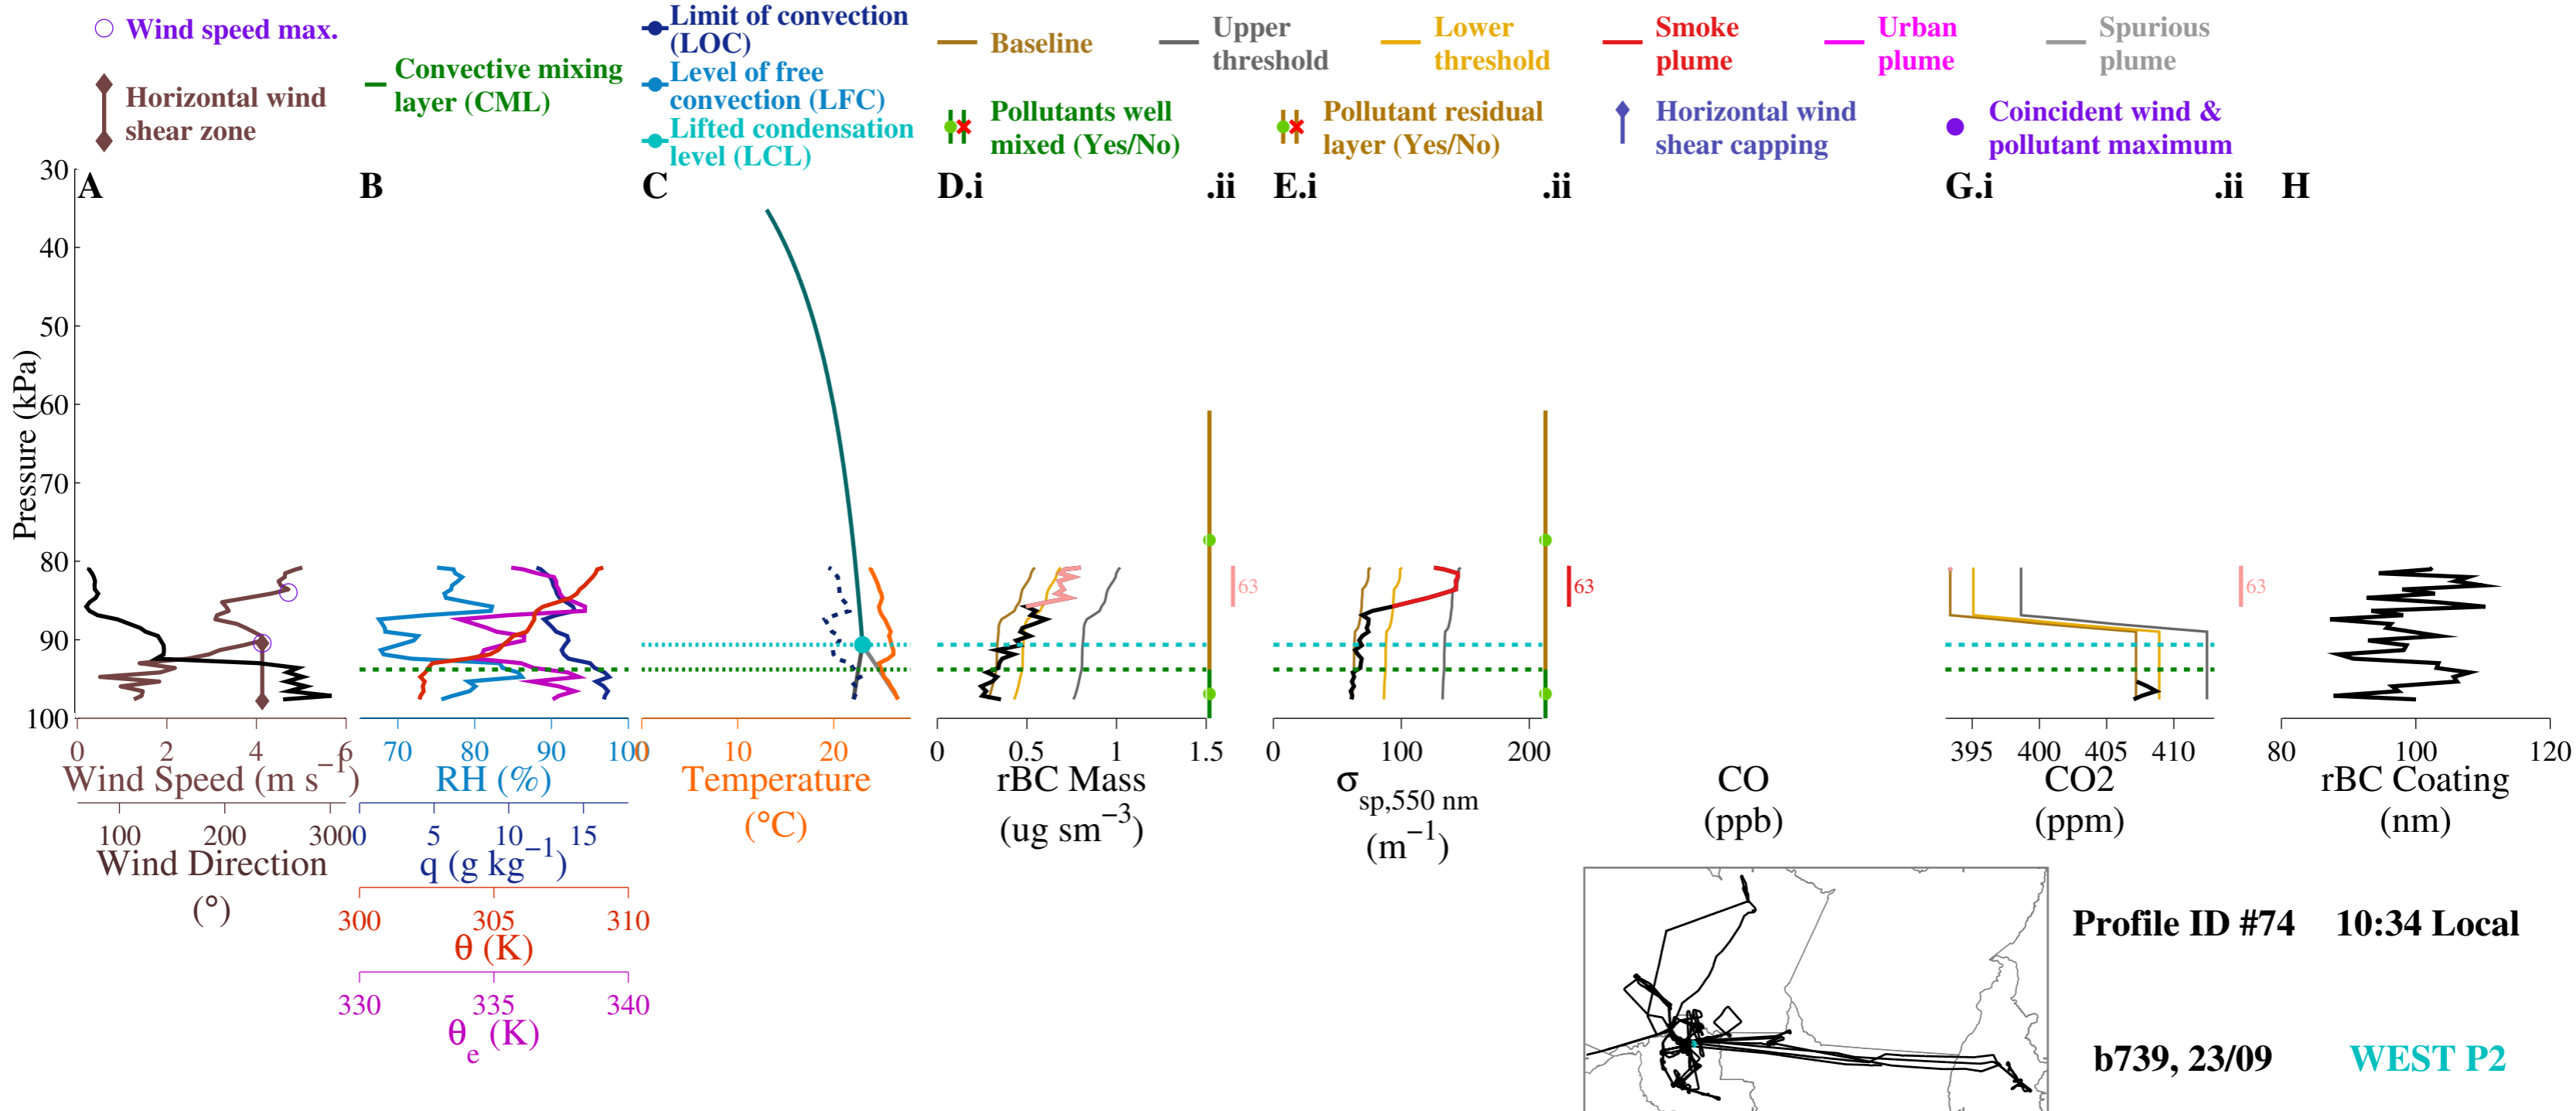 Wind speed max.
Horizontal wind
shear zone
Convective mixing
layer (CML)
Limit of convection
(LOC)
Level of free
convection (LFC)
Lifted condensation
level (LCL)
Baseline
Upper
threshold
Lower
threshold
Smoke
plume
Urban
plume
Spurious
plume
Pollutants well
mixed (Yes/No)
Pollutant residual
layer (Yes/No)
Horizontal wind
shear capping
Coincident wind &
pollutant maximum
A
B
C
D.i
.ii
E.i
.ii
G.i
.ii
H
30
40
50
60
70
80
90
100
Pressure (kPa)
63
63
63
0 2 4 6
Wind Speed (m s−1)
100 200 300
Wind Direction
(°)
70 80 90 100
RH (%)
0 5 10 15
q (g kg−1)
300 305 310
θ (K)
330 335 340
θe (K)
0 10 20
Temperature
(°C)
0 0.5 1 1.5
rBC Mass
(ug sm−3)
0 100 200
σsp,550 nm
(m−1)
CO
(ppb)
395 400 405 410
CO2
(ppm)
80 100 120
rBC Coating
(nm)
Profile ID #74 10:34 Local
b739, 23/09 WEST P2